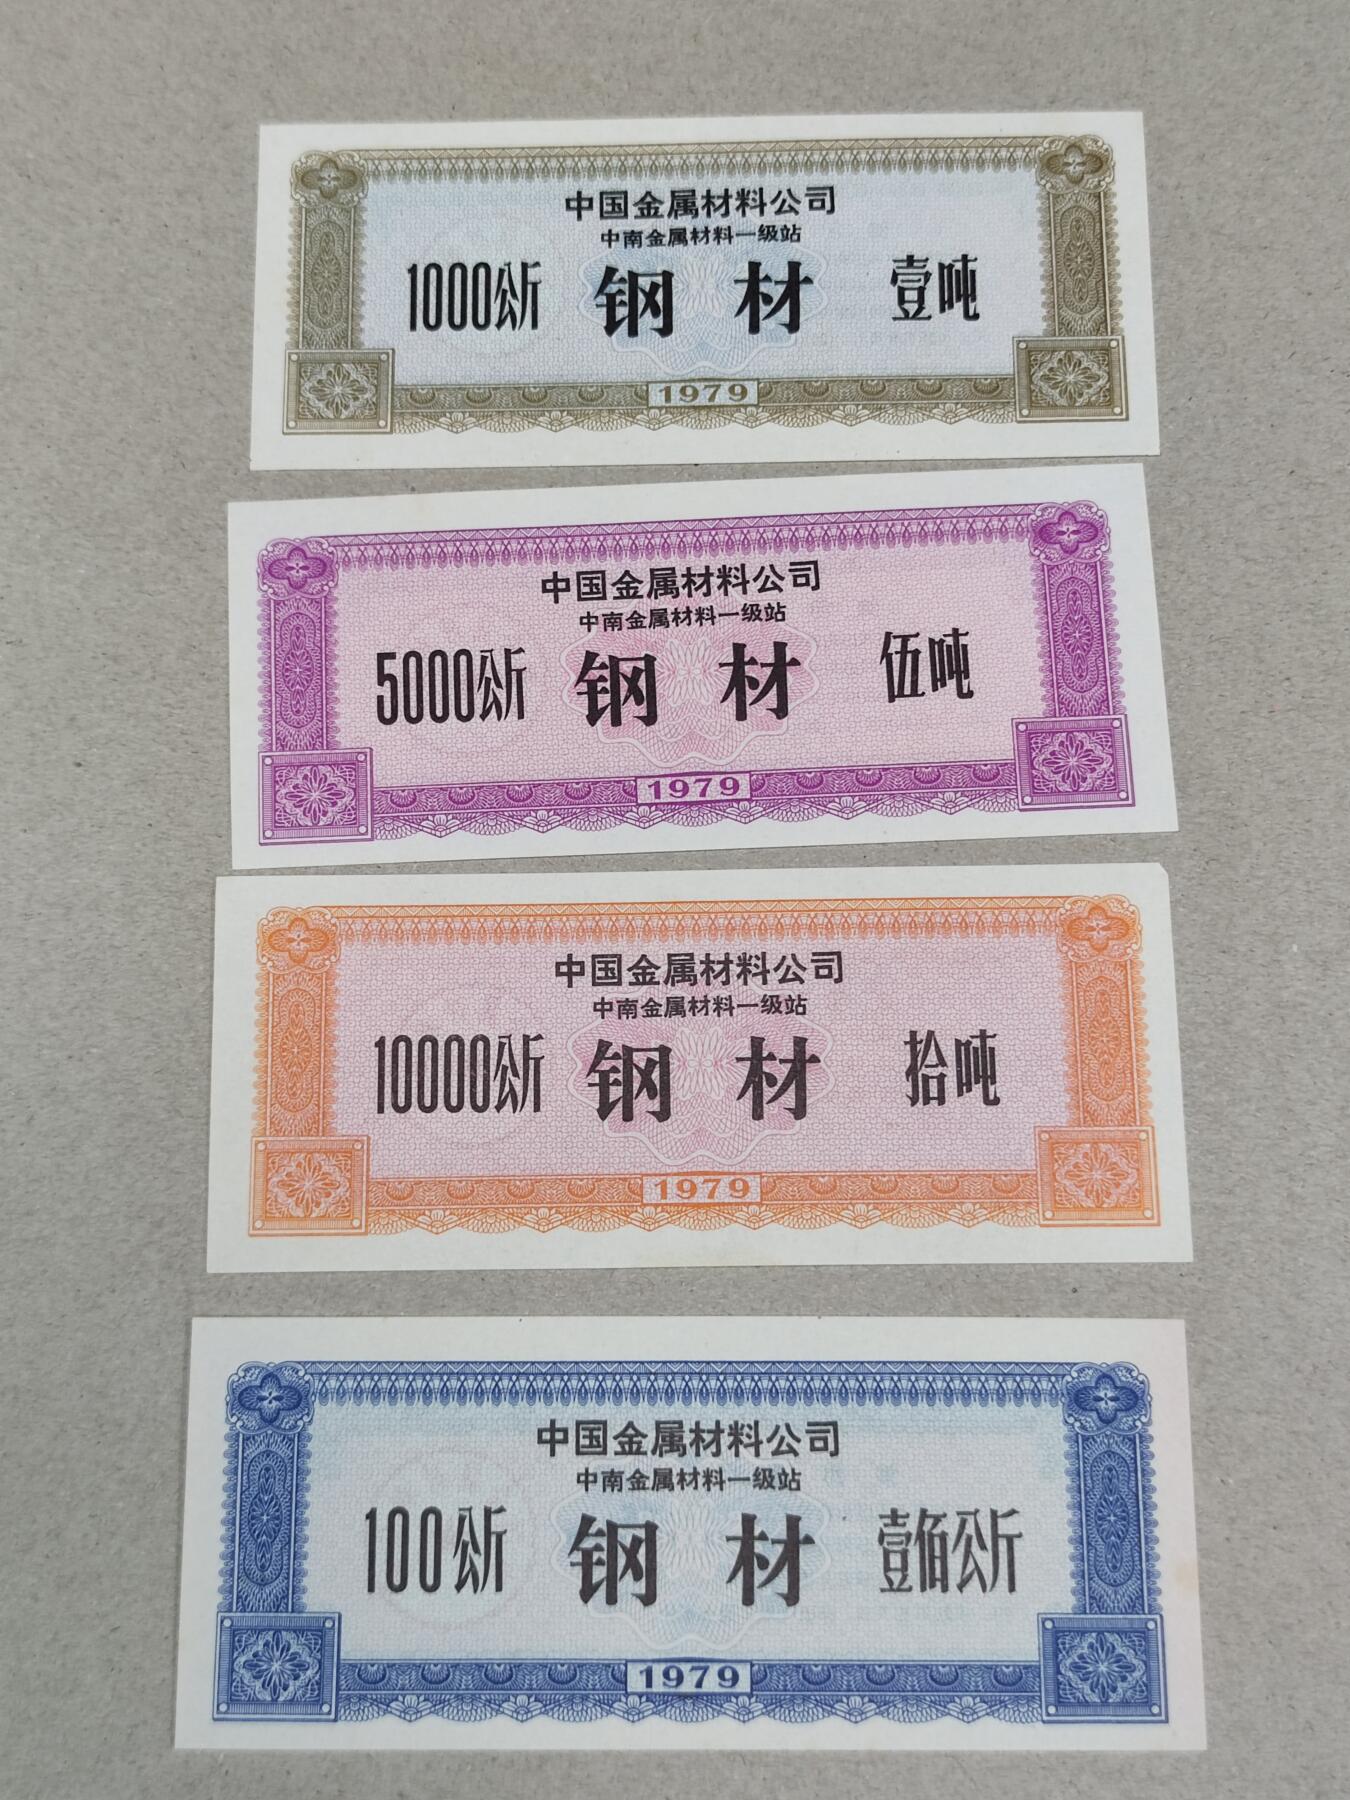 中国金属材料公司
中南金属材料一级站
1000公斤 钢材 壹吨
1979
中国金属材料公司
中南金属材料一级站
5000公斤 钢材 伍吨
1979
中国金属材料公司
中南金属材料一级站
10000公斤 钢材 拾吨
1979
中国金属材料公司
中南金属材料一级站
100公斤 钢材 壹佰公斤
1979